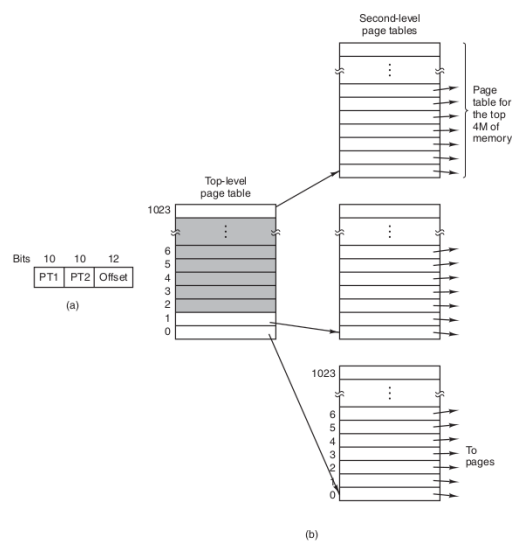 Second-level
page tables
Page
table for
the top
4M of
memory
Top-level
page table
1023
6
5
4
3
2
1
0
Bits 10 10 12
PT1 PT2 Offset
(a)
1023
6
5
4
3
2
1
0
To
pages
(b)